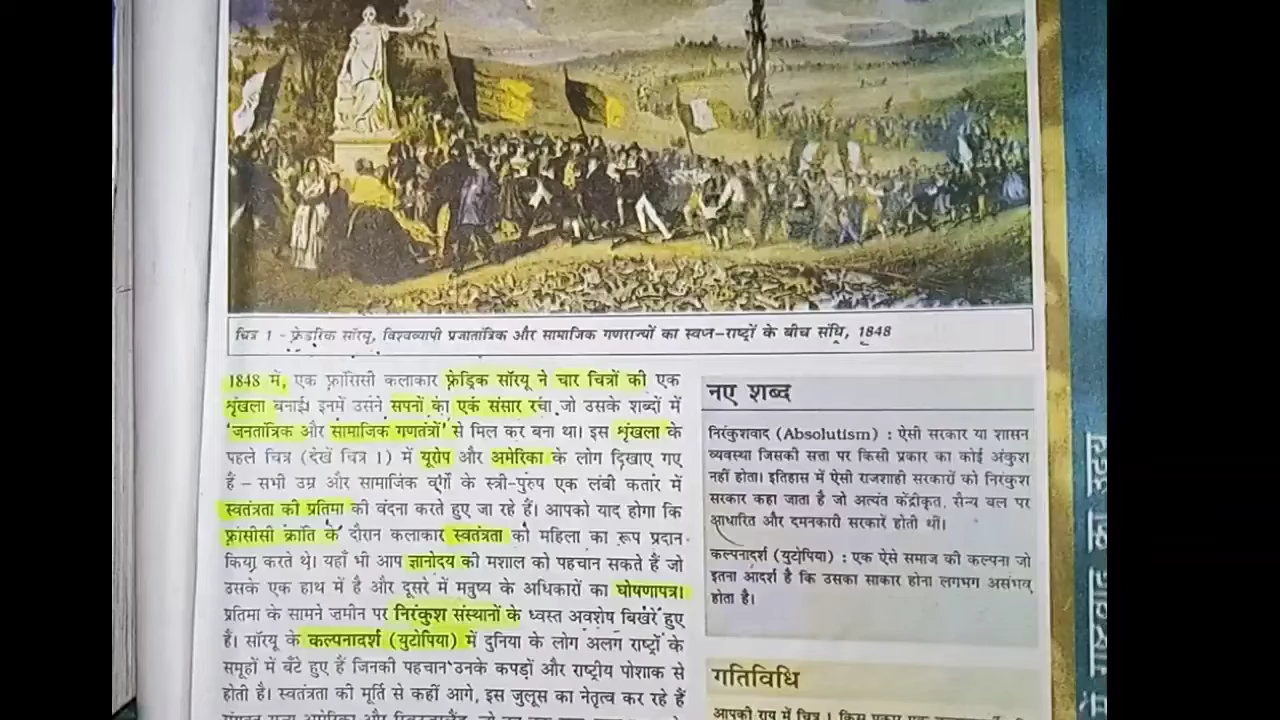 चित्र 1 - फ्रेडरिक सॉरयू, विश्वव्यापी प्रजातांत्रिक और सामाजिक गणराज्यों का स्वप्न-राष्ट्रों के बीच संधि, 1848
1848 में, एक फ़्रांसिसी कलाकार फ्रेड्रिक सॉरयू ने चार चित्रों की एक
शृंखला बनाई। इनमें उसने सपनों का एक संसार रचा जो उसके शब्दों में
'जनतांत्रिक और सामाजिक गणतंत्रों' से मिल कर बना था। इस शृंखला के
पहले चित्र (देखें चित्र 1) में यूरोप और अमेरिका के लोग दिखाए गए
हैं – सभी उम्र और सामाजिक वर्गों के स्त्री-पुरुष एक लंबी कतार में
स्वतंत्रता की प्रतिमा की वंदना करते हुए जा रहे हैं। आपको याद होगा कि
फ़्रांसीसी क्रांति के दौरान कलाकार स्वतंत्रता को महिला का रूप प्रदान
किया करते थे। यहाँ भी आप ज्ञानोदय की मशाल को पहचान सकते हैं जो
उसके एक हाथ में है और दूसरे में मनुष्य के अधिकारों का घोषणापत्र।
प्रतिमा के सामने ज़मीन पर निरंकुश संस्थानों के ध्वस्त अवशेष बिखरे हुए
हैं। सॉरयू के कल्पनादर्श (युटोपिया) में दुनिया के लोग अलग राष्ट्रों के
समूहों में बँटे हुए हैं जिनकी पहचान उनके कपड़ों और राष्ट्रीय पोशाक से
होती है। स्वतंत्रता की मूर्ति से कहीं आगे, इस जुलूस का नेतृत्व कर रहे हैं
नए शब्द
निरंकुशवाद (Absolutism) : ऐसी सरकार या शासन
व्यवस्था जिसकी सत्ता पर किसी प्रकार का कोई अंकुश
नहीं होता। इतिहास में ऐसी राजशाही सरकारों को निरंकुश
सरकार कहा जाता है जो अत्यंत केंद्रीकृत, सैन्य बल पर
आधारित और दमनकारी सरकारें होती थीं।
कल्पनादर्श (युटोपिया) : एक ऐसे समाज की कल्पना जो
इतना आदर्श है कि उसका साकार होना लगभग असंभव
होता है।
गतिविधि
आपकी राय में चित्र 1 किस प्रकार एक
में राष्ट्रवाद का उदय